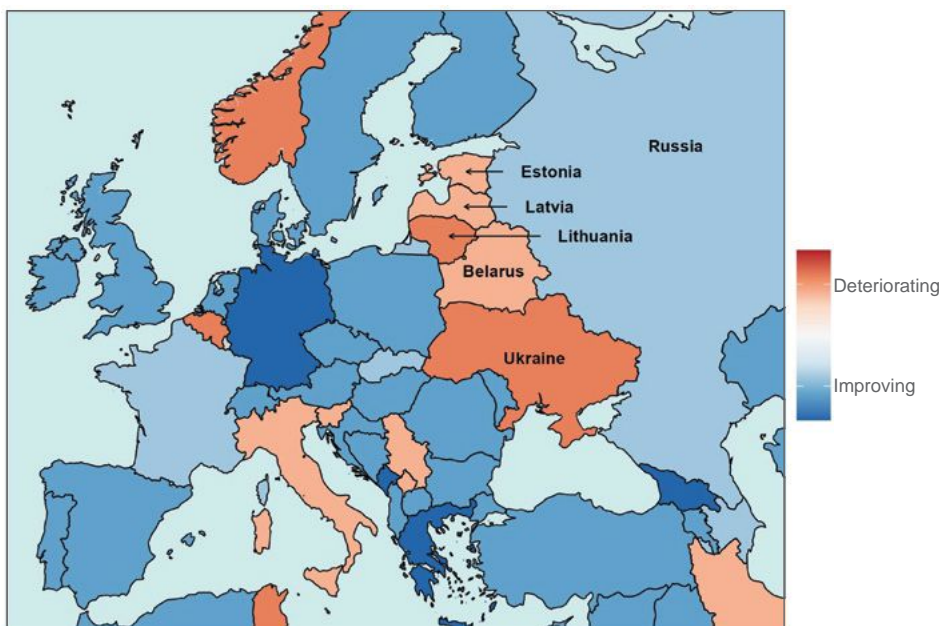 Russia
Estonia
Latvia
Lithuania
Belarus
Deteriorating
Ukraine
Improving